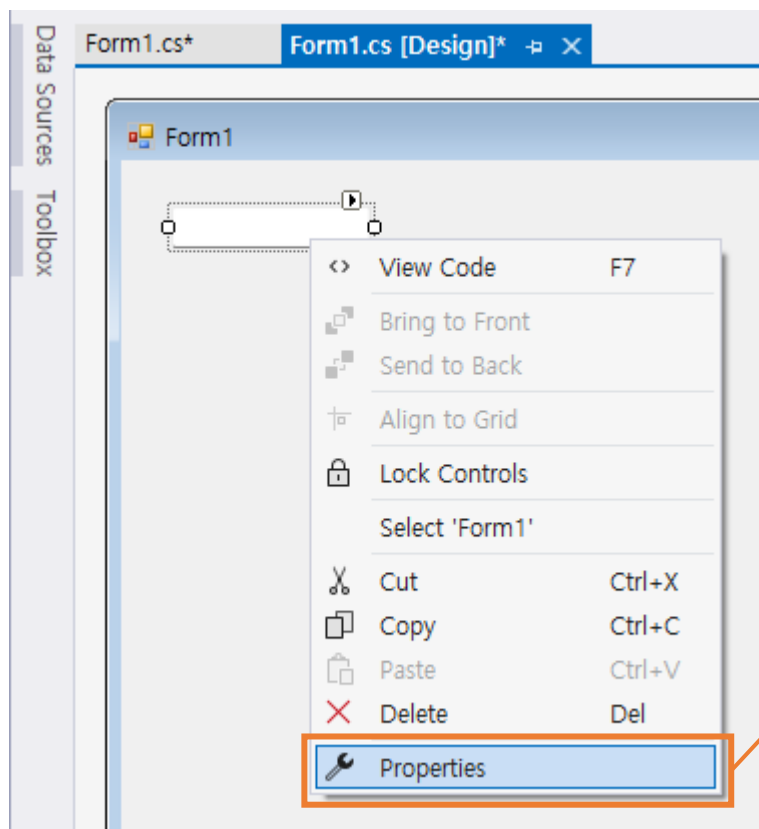 Data Sources
Toolbox
Form1.cs*
Form1.cs [Design]*
Form1
View Code F7
Bring to Front
Send to Back
Align to Grid
Lock Controls
Select 'Form1'
Cut Ctrl+X
Copy Ctrl+C
Paste Ctrl+V
Delete Del
Properties